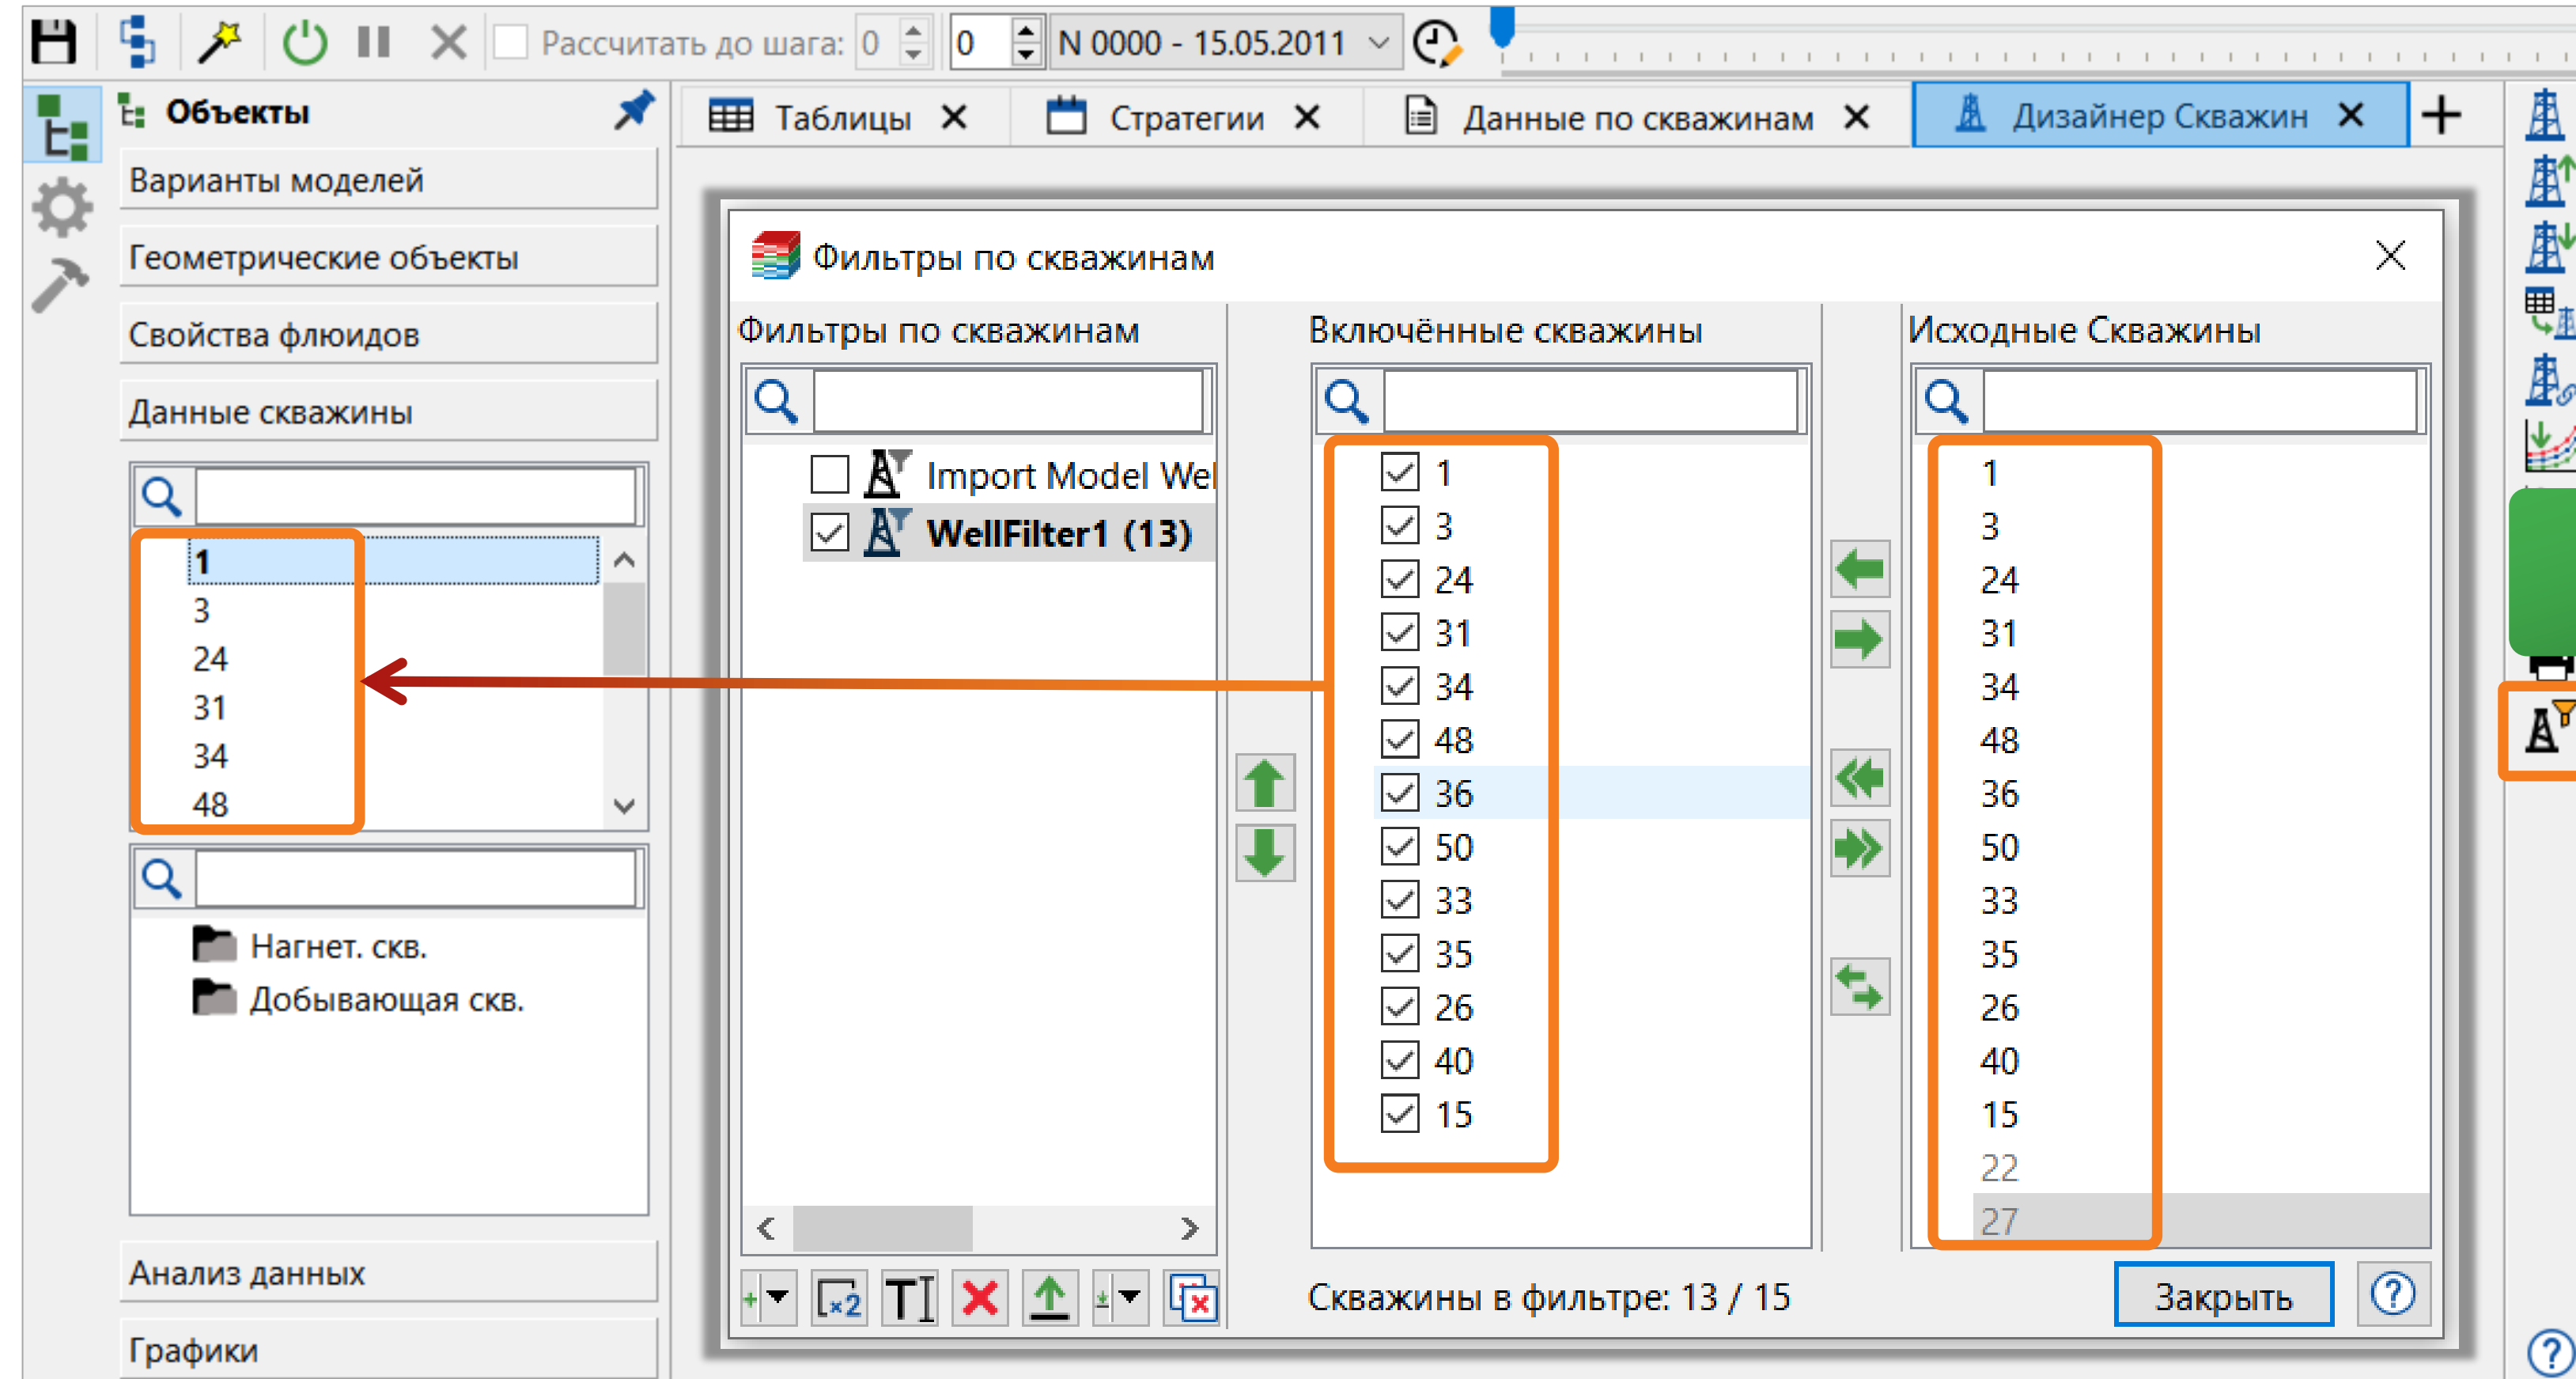 Рассчитать до шага: 0 0 N 0000 - 15.05.2011
Объекты
Таблицы
Стратегии
Данные по скважинам
Дизайнер Скважин
Варианты моделей
Геометрические объекты
Свойства флюидов
Данные скважины
1
3
24
31
34
48
Нагнет. скв.
Добывающая скв.
Анализ данных
Графики
Фильтры по скважинам
Фильтры по скважинам
Import Model Wel
WellFilter1 (13)
Включённые скважины
1
3
24
31
34
48
36
50
33
35
26
40
15
Исходные Скважины
1
3
24
31
34
48
36
50
33
35
26
40
15
22
27
Скважины в фильтре: 13 / 15
Закрыть